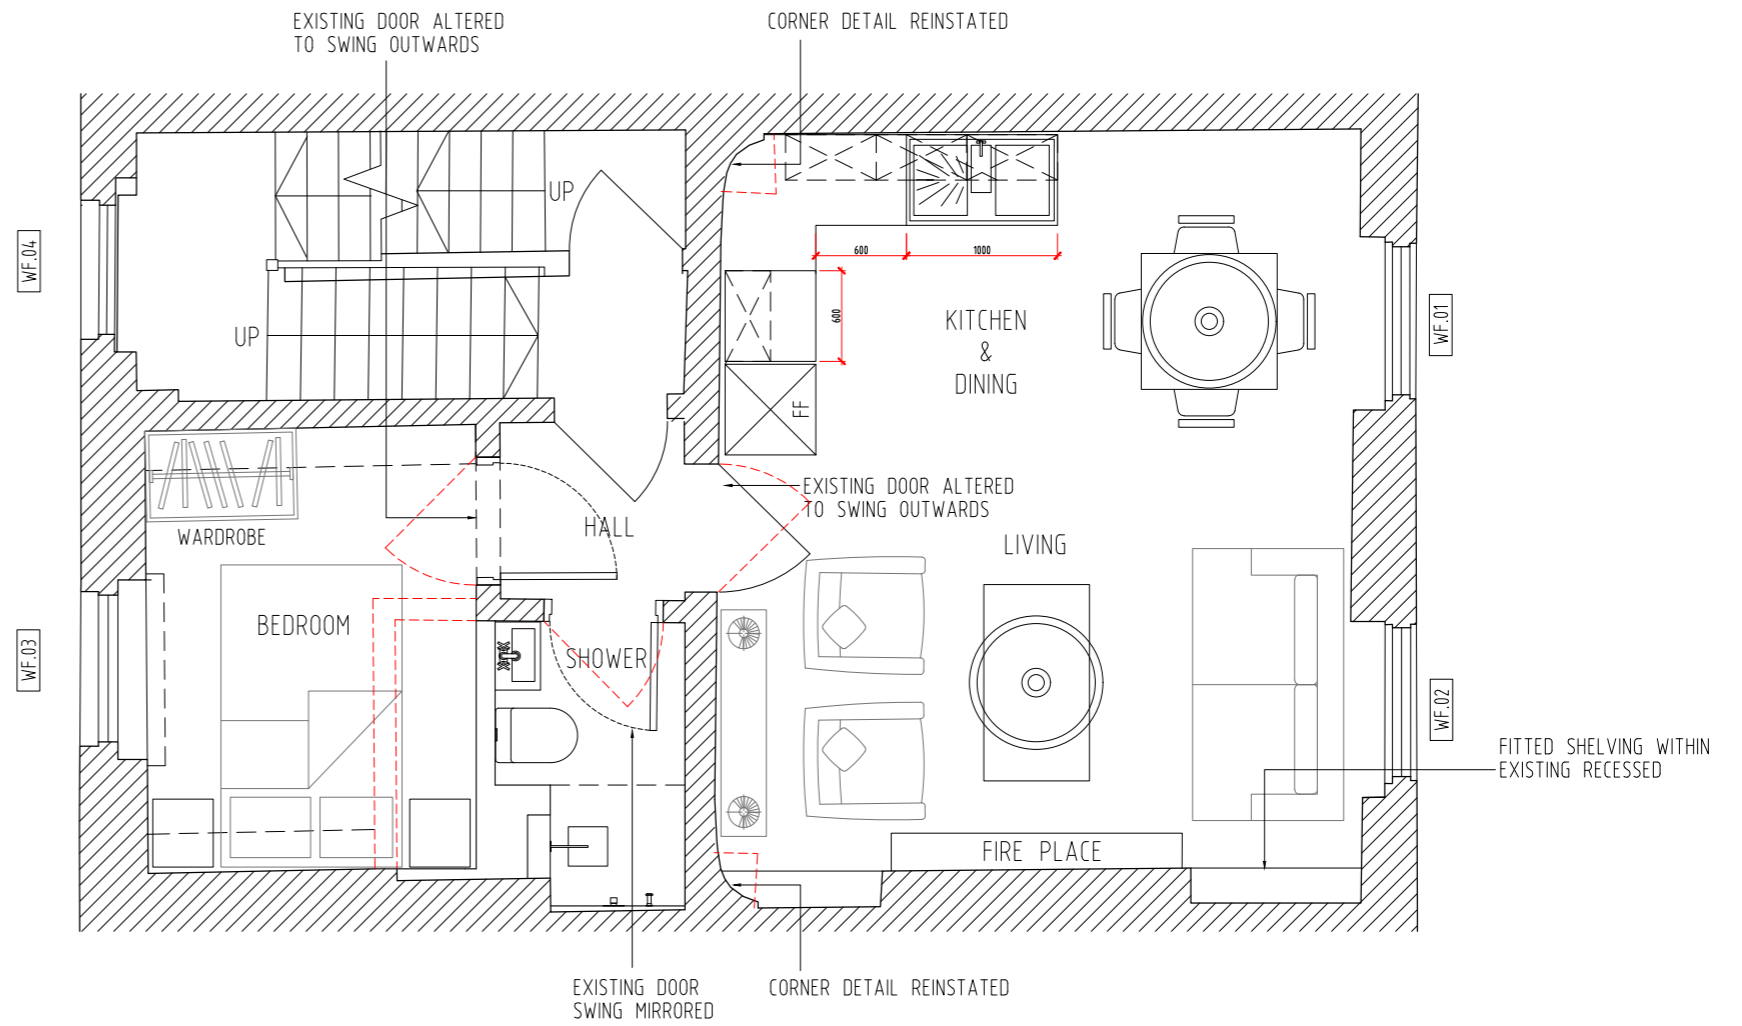 EXISTING DOOR ALTERED
TO SWING OUTWARDS
CORNER DETAIL REINSTATED
UP
WF.04
600
1000
600
WF.01
KITCHEN
&
DINING
UP
FF
EXISTING DOOR ALTERED
TO SWING OUTWARDS
HALL
WARDROBE
LIVING
BEDROOM
SHOWER
WF.03
WF.02
FITTED SHELVING WITHIN
EXISTING RECESSED
FIRE PLACE
EXISTING DOOR
SWING MIRRORED
CORNER DETAIL REINSTATED